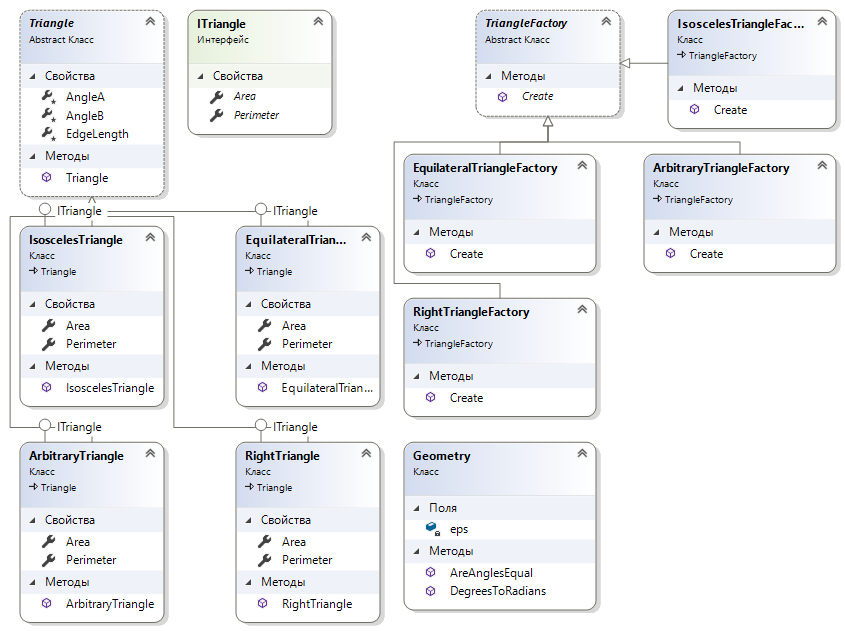 Triangle
Abstract Класс
Свойства
AngleA
AngleB
EdgeLength
Методы
Triangle
ITriangle
Интерфейс
Свойства
Area
Perimeter
TriangleFactory
Abstract Класс
Методы
Create
IsoscelesTriangleFac...
Класс
TriangleFactory
Методы
Create
EquilateralTriangleFactory
Класс
TriangleFactory
Методы
Create
ArbitraryTriangleFactory
Класс
TriangleFactory
Методы
Create
ITriangle
IsoscelesTriangle
Класс
Triangle
Свойства
Area
Perimeter
Методы
IsoscelesTriangle
ITriangle
EquilateralTrian...
Класс
Triangle
Свойства
Area
Perimeter
Методы
EquilateralTrian...
RightTriangleFactory
Класс
TriangleFactory
Методы
Create
ITriangle
ArbitraryTriangle
Класс
Triangle
Свойства
Area
Perimeter
Методы
ArbitraryTriangle
ITriangle
RightTriangle
Класс
Triangle
Свойства
Area
Perimeter
Методы
RightTriangle
Geometry
Класс
Поля
eps
Методы
AreAnglesEqual
DegreesToRadians